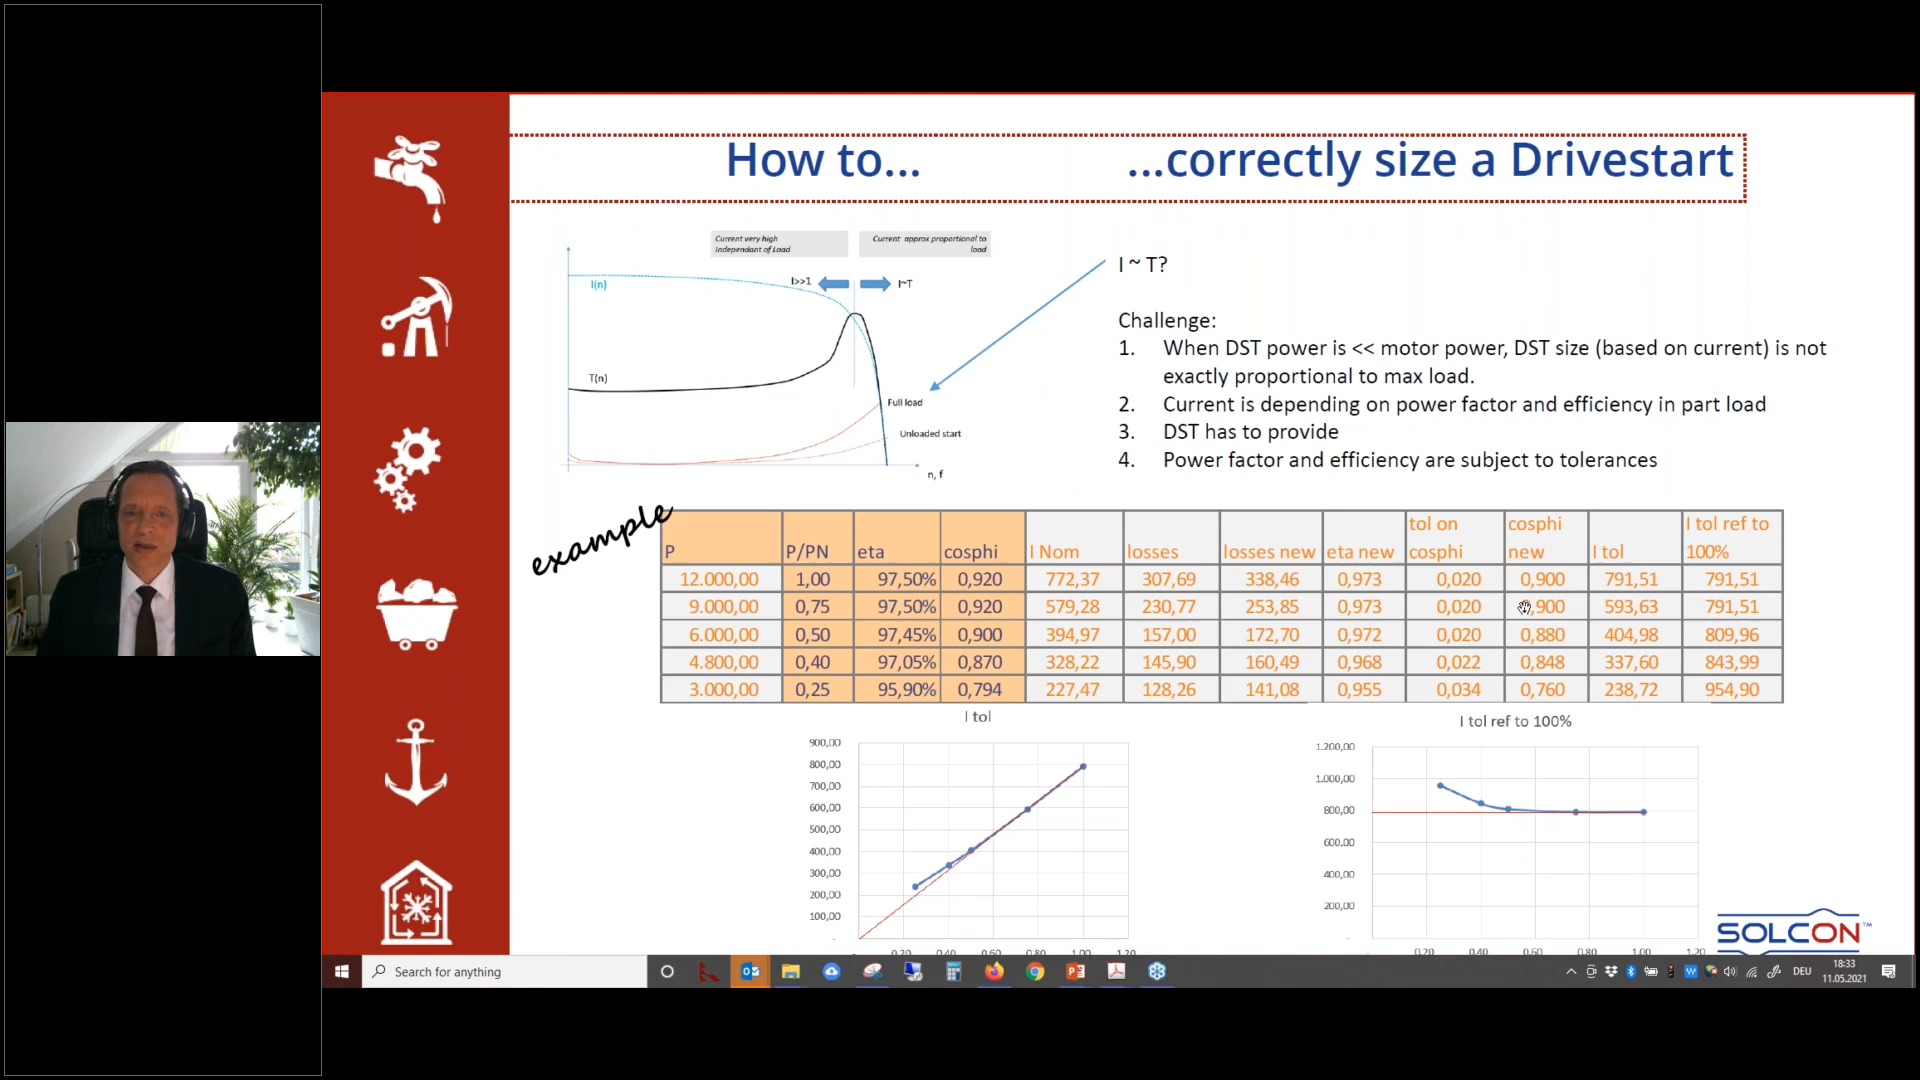 How to... ...correctly size a Drivestart
Current very high
Independant of Load
Current approx proportional to
load
I(n)
I>>1
I~T
T(n)
Full load
Unloaded start
n, f
I ~ T?
Challenge:
1. When DST power is << motor power, DST size (based on current) is not
exactly proportional to max load.
2. Current is depending on power factor and efficiency in part load
3. DST has to provide
4. Power factor and efficiency are subject to tolerances
example
P P/PN eta cosphi I Nom losses losses new eta new tol on cosphi cosphi new I tol I tol ref to 100%
12.000,00 1,00 97,50% 0,920 772,37 307,69 338,46 0,973 0,020 0,900 791,51 791,51
9.000,00 0,75 97,50% 0,920 579,28 230,77 253,85 0,973 0,020 0,900 593,63 791,51
6.000,00 0,50 97,45% 0,900 394,97 157,00 172,70 0,972 0,020 0,880 404,98 809,96
4.800,00 0,40 97,05% 0,870 328,22 145,90 160,49 0,968 0,022 0,848 337,60 843,99
3.000,00 0,25 95,90% 0,794 227,47 128,26 141,08 0,955 0,034 0,760 238,72 954,90
I tol
900,00
800,00
700,00
600,00
500,00
400,00
300,00
200,00
100,00
-
0,20 0,40 0,60 0,80 1,00 1,20
I tol ref to 100%
1.200,00
1.000,00
800,00
600,00
400,00
200,00
-
0,20 0,40 0,60 0,80 1,00 1,20
SOLCON™
Search for anything
DEU
18:33
11.05.2021